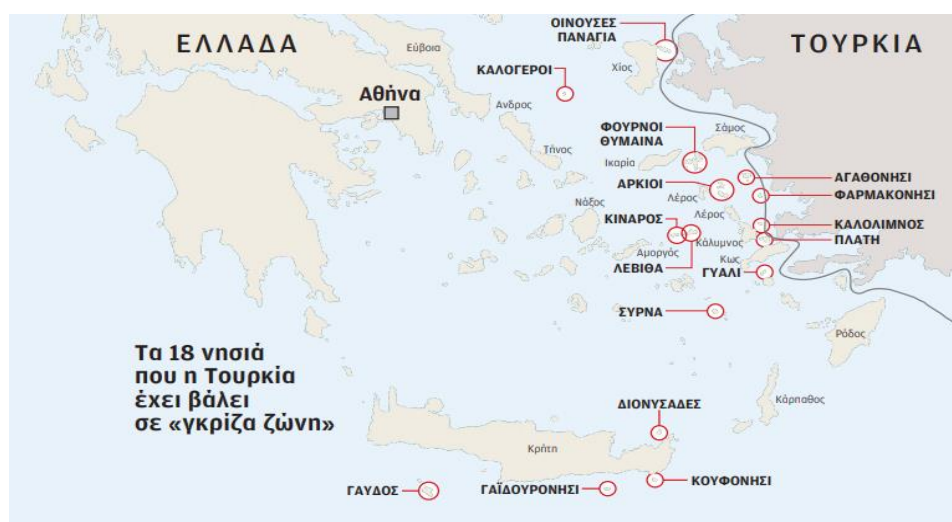 ΕΛΛΑΔΑ
ΤΟΥΡΚΙΑ
ΟΙΝΟΥΣΕΣ
ΠΑΝΑΓΙΑ
Εύβοια
Χίος
ΚΑΛΟΓΕΡΟΙ
Αθήνα
Ανδρος
Τήνος
ΦΟΥΡΝΟΙ
ΘΥΜΑΙΝΑ
Σάμος
Ικαρία
ΑΓΑΘΟΝΗΣΙ
ΑΡΚΙΟΙ
ΦΑΡΜΑΚΟΝΗΣΙ
Λέρος
Νάξος
Λέρος
ΚΙΝΑΡΟΣ
ΚΑΛΟΛΙΜΝΟΣ
ΠΛΑΤΗ
Κάλυμνος
Αμοργός
Κως
ΛΕΒΙΘΑ
ΓΥΑΛΙ
ΣΥΡΝΑ
Ρόδος
Τα 18 νησιά
που η Τουρκία
έχει βάλει
σε «γκρίζα ζώνη»
Κάρπαθος
ΔΙΟΝΥΣΑΔΕΣ
Κρήτη
ΚΟΥΦΟΝΗΣΙ
ΓΑΥΔΟΣ
ΓΑΪΔΟΥΡΟΝΗΣΙ